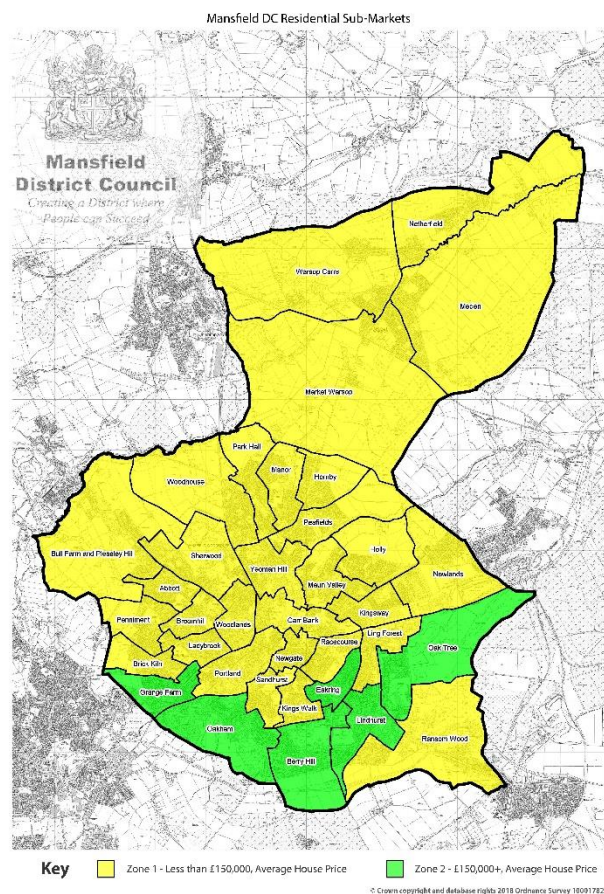 Mansfield DC Residential Sub-Markets
Mansfield
District Council
Creating a District where
People can Succeed
Netherfield
Warsop Carrs
Meden
Market Warsop
Park Hall
Manor
Hornby
Woodhouse
Peafields
Bull Farm and Pleasley Hill
Sherwood
Holly
Yeoman Hill
Newlands
Abbott
Maun Valley
Kingsway
Penniment
Broomhill
Woodlands
Carr Bank
Racecourse
Ling Forest
Oak Tree
Ladybrook
Newgate
Brick Kiln
Portland
Sandhurst
Grange Farm
Eakring
Kings Walk
Lindhurst
Oakham
Ransom Wood
Berry Hill
Key
Zone 1 - Less than £150,000, Average House Price
Zone 2 - £150,000+, Average House Price
© Crown copyright and database rights 2018 Ordnance Survey